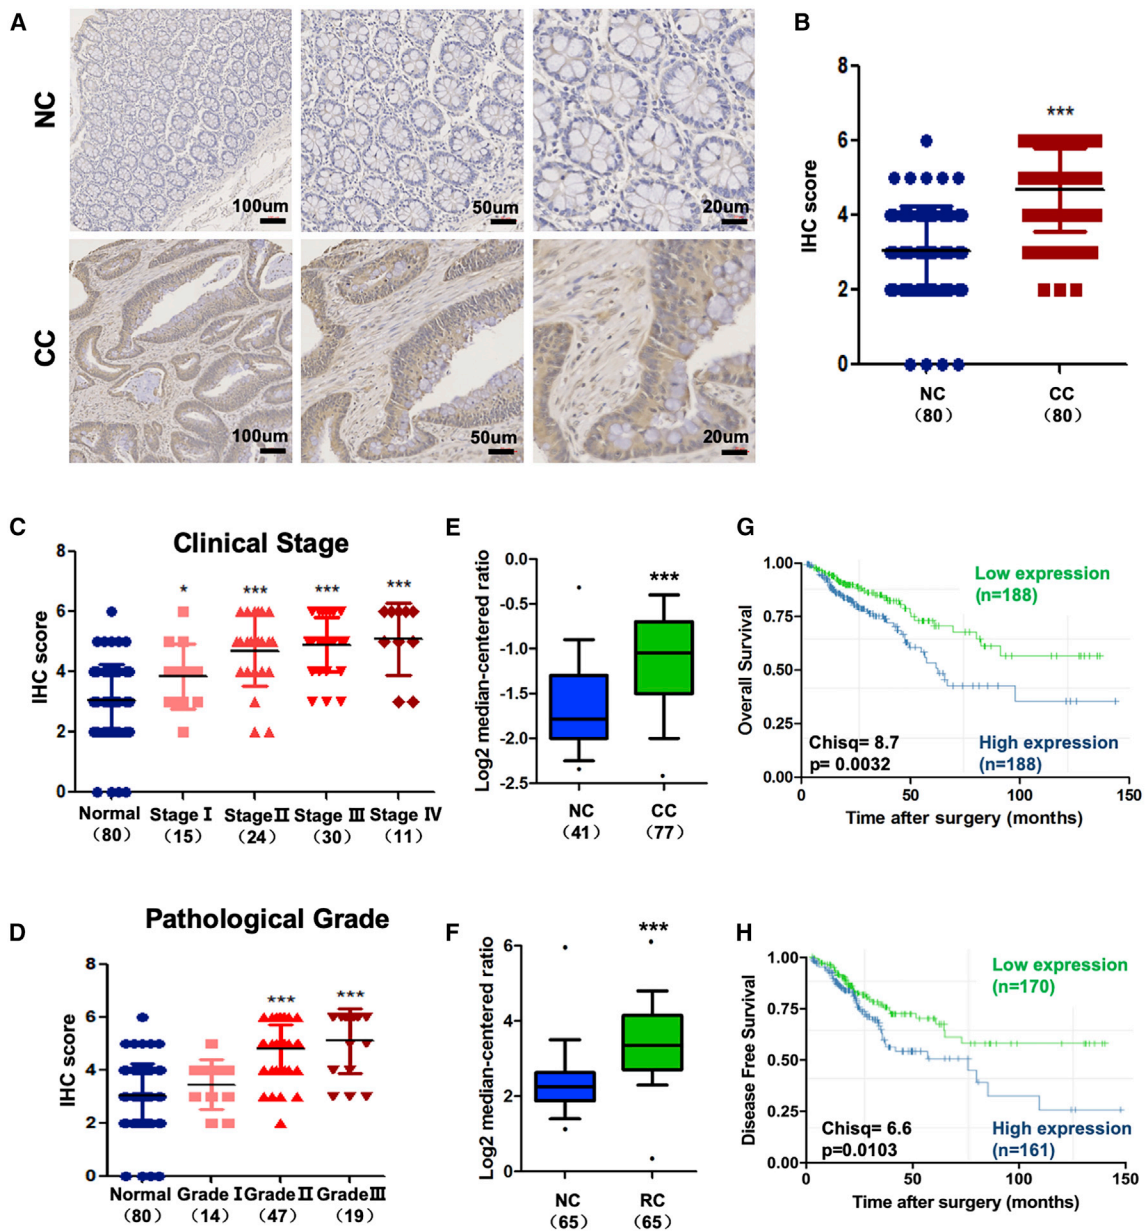 A
NC
100um
50um
20um
CC
100um
50um
20um
B
IHC score
8
6
4
2
0
***
NC
(80)
CC
(80)
C
Clinical Stage
IHC score
8
6
4
2
0
*
***
***
***
Normal
(80)
Stage I
(15)
Stage II
(24)
Stage III
(30)
Stage IV
(11)
E
Log2 median-centered ratio
0.0
-0.5
-1.0
-1.5
-2.0
-2.5
***
NC
(41)
CC
(77)
G
Overall Survival
1.00
0.75
0.50
0.25
0.00
Low expression
(n=188)
High expression
(n=188)
Chisq= 8.7
p= 0.0032
0
50
100
150
Time after surgery (months)
D
Pathological Grade
IHC score
8
6
4
2
0
***
***
Normal
(80)
Grade I
(14)
Grade II
(47)
Grade III
(19)
F
Log2 median-centered ratio
6
4
2
0
***
NC
(65)
RC
(65)
H
Disease Free Survival
1.00
0.75
0.50
0.25
0.00
Low expression
(n=170)
High expression
(n=161)
Chisq= 6.6
p=0.0103
0
50
100
150
Time after surgery (months)